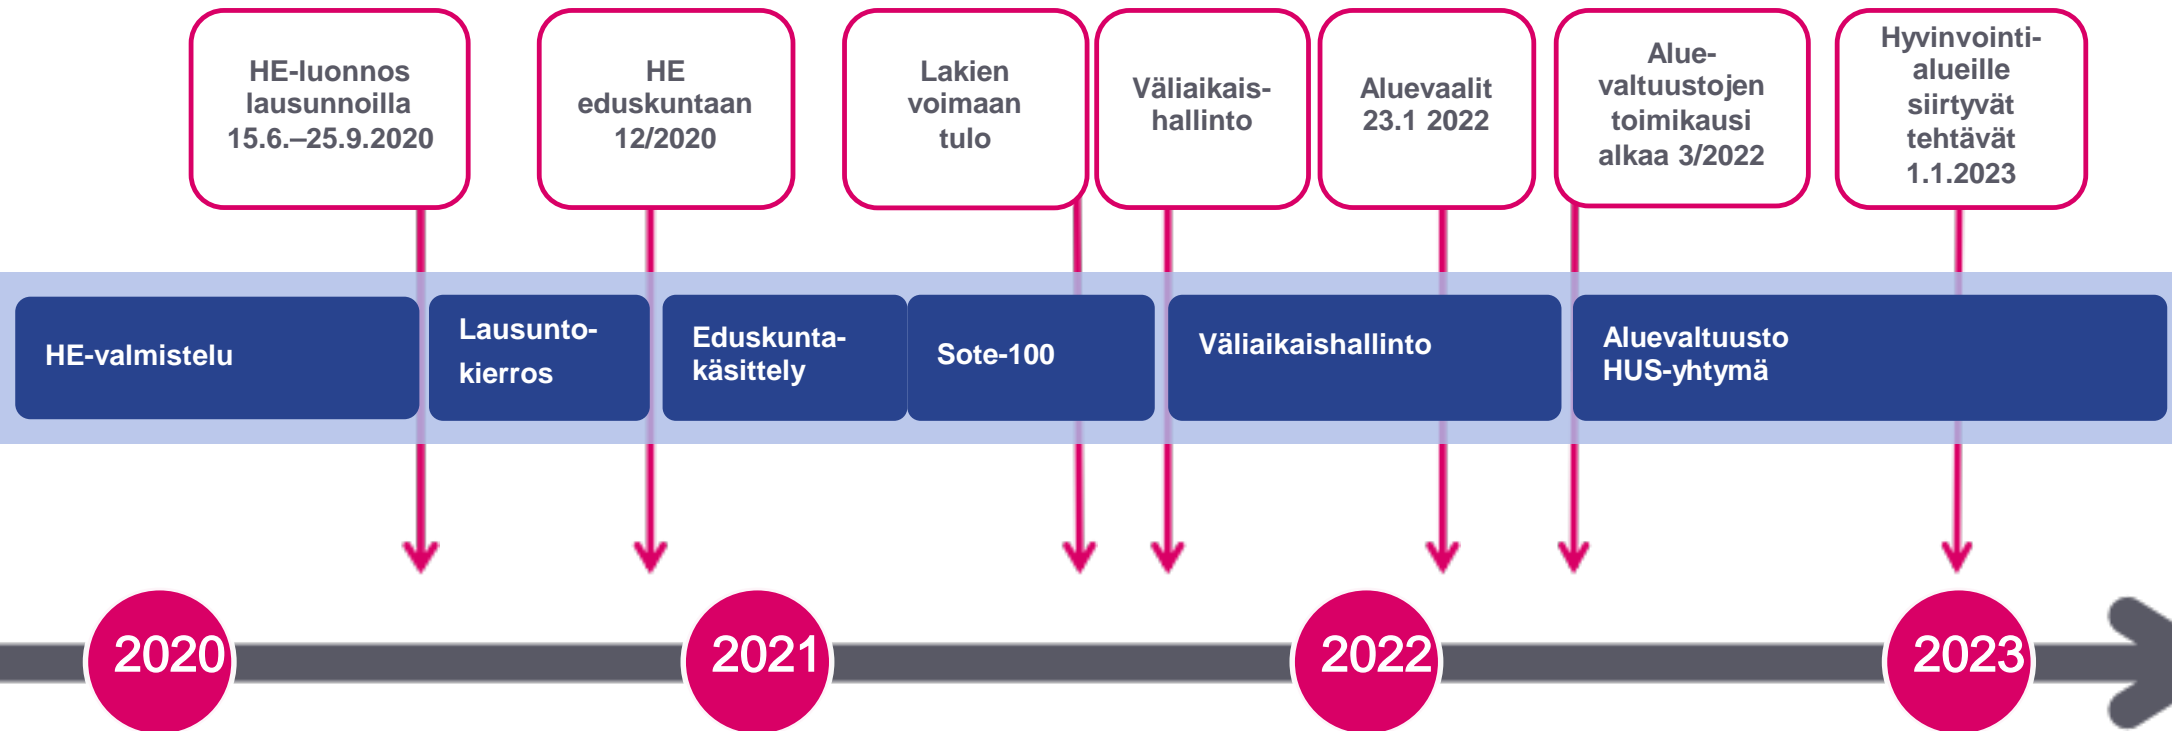 HE-luonnos
lausunnoilla
15.6.–25.9.2020
HE
eduskuntaan
12/2020
Lakien
voimaan
tulo
Väliaikais-
hallinto
Aluevaalit
23.1 2022
Alue-
valtuustojen
toimikausi
alkaa 3/2022
Hyvinvointi-
alueille
siirtyvät
tehtävät
1.1.2023
HE-valmistelu
Lausunto-
kierros
Eduskunta-
käsittely
Sote-100
Väliaikaishallinto
Aluevaltuusto
HUS-yhtymä
2020
2021
2022
2023